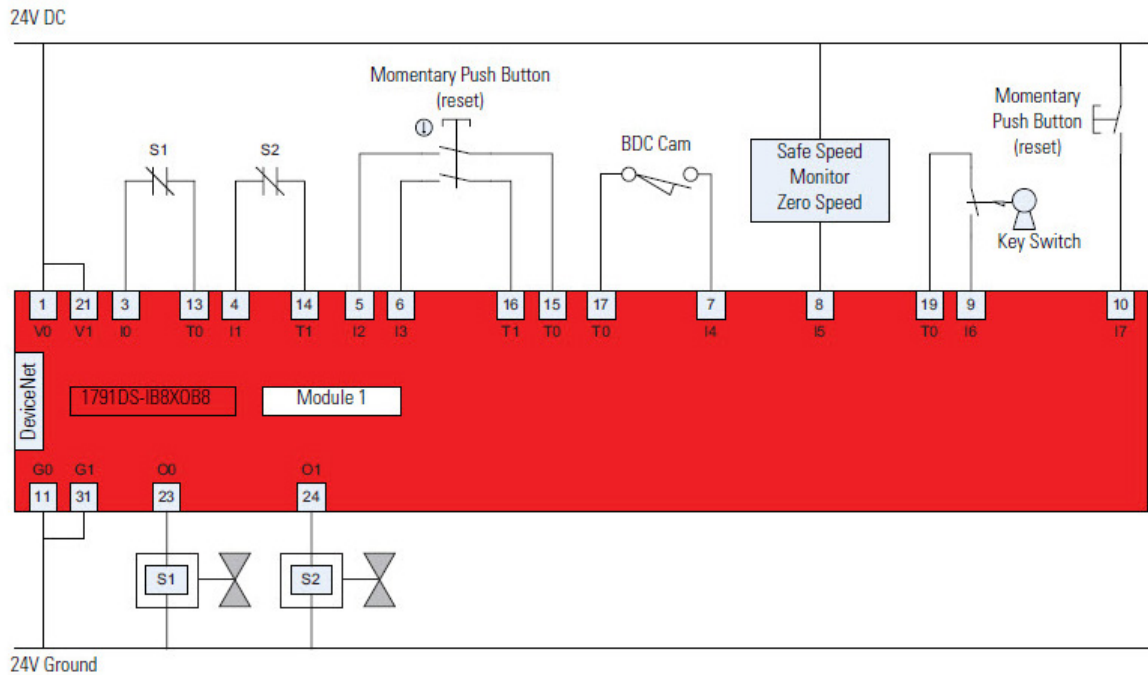 24V DC
Momentary Push Button
(reset)
S1
S2
BDC Cam
Safe Speed
Monitor
Zero Speed
Momentary
Push Button
(reset)
Key Switch
1 21 3 13 4 14 5 6 16 15 17 7 8 19 9 10
V0 V1 I0 T0 I1 T1 I2 I3 T1 T0 T0 I4 I5 T0 I6 I7
DeviceNet
1791DS-IB8XOB8
Module 1
G0 G1 O0 O1
11 31 23 24
S1 S2
24V Ground